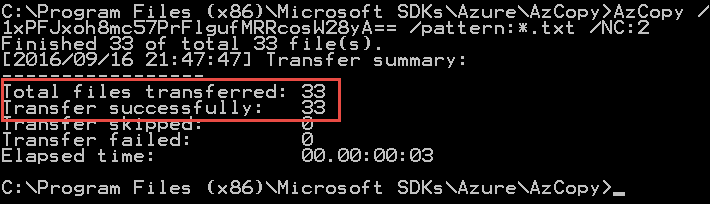 C:\Program Files (x86)\Microsoft SDKs\Azure\AzCopy>AzCopy /
1xPFJxoh8mc57PrFlgufMRRcosW28yA== /pattern:*.txt /NC:2
Finished 33 of total 33 file(s).
[2016/09/16 21:47:47] Transfer summary:
-----------------
Total files transferred: 33
Transfer successfully:   33
Transfer skipped:        0
Transfer failed:         0
Elapsed time:            00.00:00:03
C:\Program Files (x86)\Microsoft SDKs\Azure\AzCopy>_